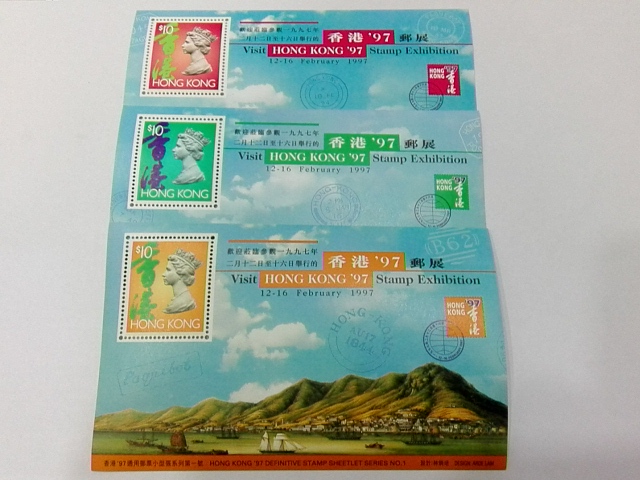 $10
香港
HONG KONG
歡迎莅臨參觀一九九七年
二月十二日至十六日舉行的 香港'97 郵展
Visit HONG KONG '97 Stamp Exhibition
12-16 February 1997
HONG KONG '97
香港
$10
香港
HONG KONG
歡迎莅臨參觀一九九七年
二月十二日至十六日舉行的 香港'97 郵展
Visit HONG KONG '97 Stamp Exhibition
12-16 February 1997
HONG KONG '97
香港
$10
香港
HONG KONG
歡迎莅臨參觀一九九七年
二月十二日至十六日舉行的 香港'97 郵展
Visit HONG KONG '97 Stamp Exhibition
12-16 February 1997
B62
HONG KONG '97
香港
HONG KONG
香港'97通用郵票小型張系列第一號 · HONG KONG '97 DEFINITIVE STAMP SHEETLET SERIES NO.1